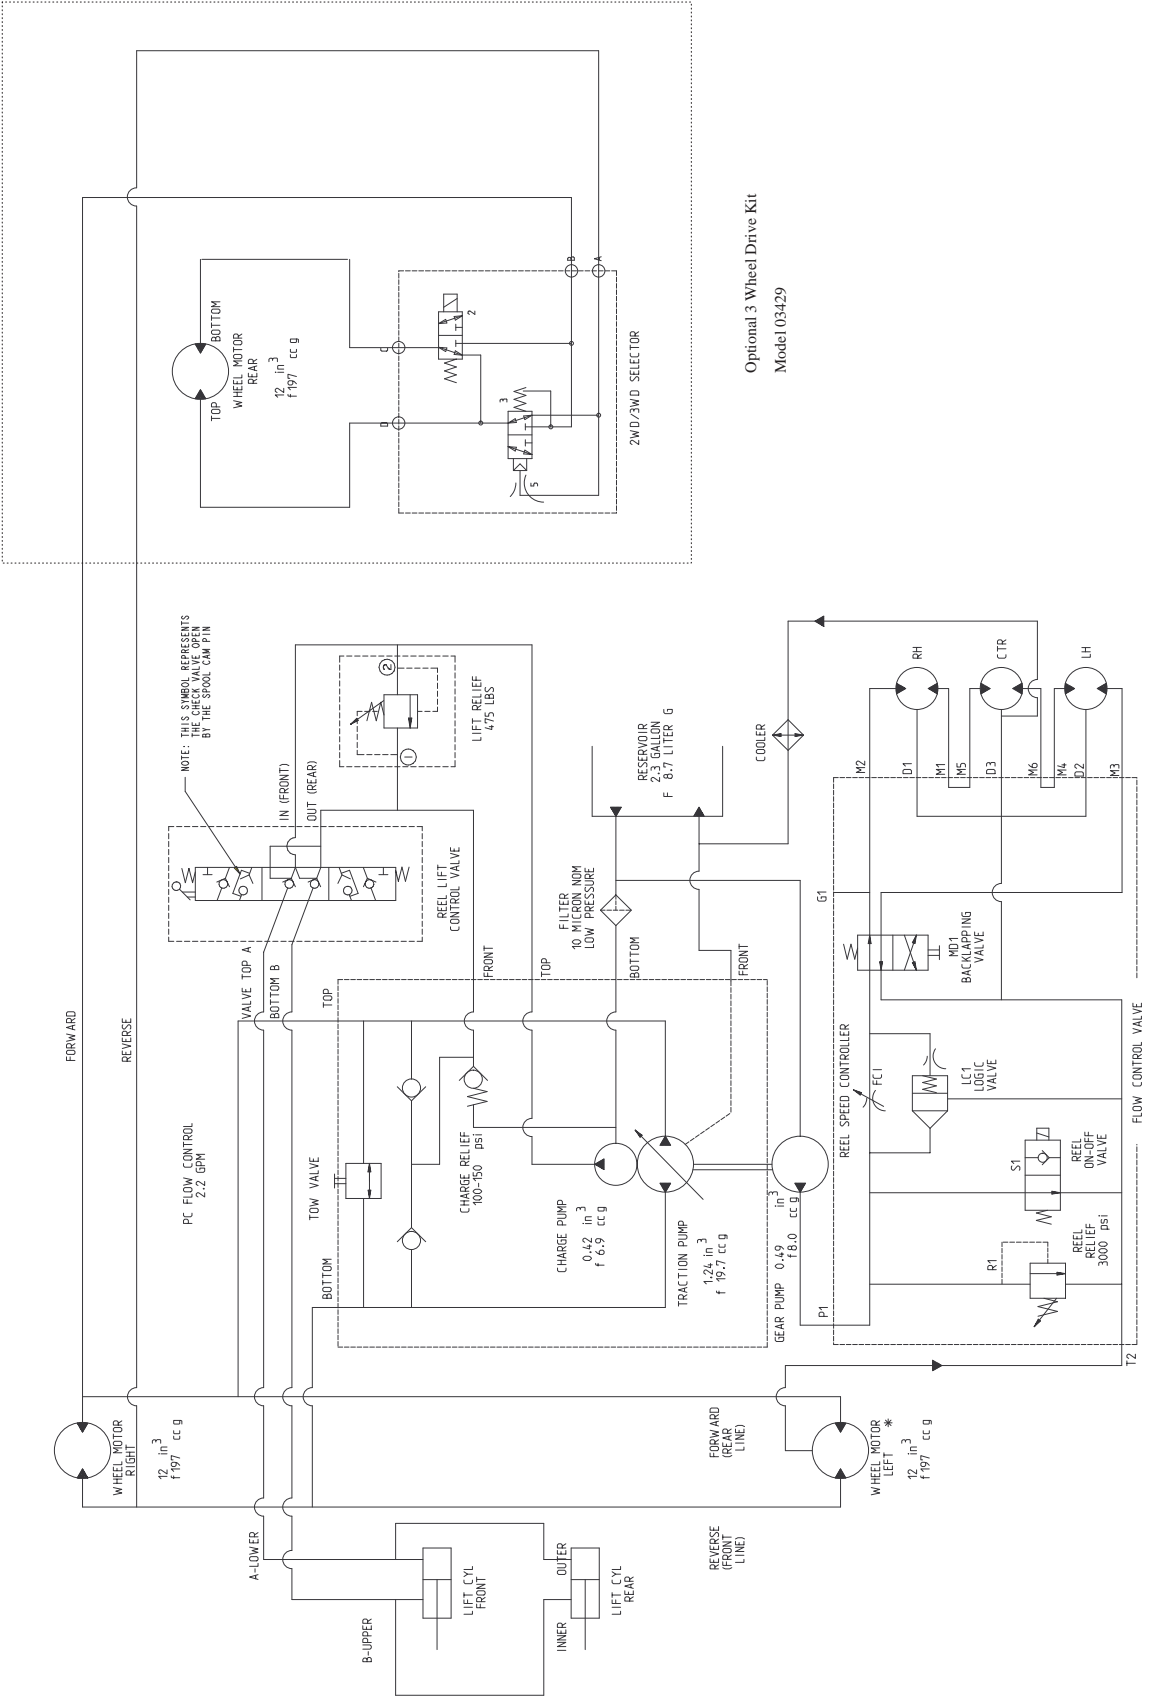 FORWARD
REVERSE
TOP
BOTTOM
WHEEL MOTOR
REAR
12 in3
f 197 cc g
D
C
B
A
2
3
5
2WD/3WD SELECTOR
Optional 3 Wheel Drive Kit
Model 03429
NOTE: THIS SYMBOL REPRESENTS
THE CHECK VALVE OPEN
BY THE SPOOL CAM PIN
IN (FRONT)
OUT (REAR)
2
1
LIFT RELIEF
475 LBS
REEL LIFT
CONTROL VALVE
VALVE TOP A
BOTTOM B
TOP
FRONT
TOP
BOTTOM
FRONT
FILTER
10 MICRON NOM
LOW PRESSURE
RESERVOIR
2.3 GALLON
F 8.7 LITER G
COOLER
PC FLOW CONTROL
2.2 GPM
TOW VALVE
BOTTOM
CHARGE RELIEF
100-150 psi
CHARGE PUMP
0.42 in3
f 6.9 cc g
TRACTION PUMP
1.24 in3
f 19.7 cc g
GEAR PUMP 0.49 in3
f 8.0 cc g
RH
CTR
LH
M2
D1
M1
M5
D3
M6
M4
D2
M3
G1
MD1
BACKLAPPING
VALVE
REEL SPEED CONTROLLER
FC1
LC1
LOGIC
VALVE
S1
REEL
ON-OFF
VALVE
R1
REEL
RELIEF
3000 psi
P1
T2
FLOW CONTROL VALVE
WHEEL MOTOR
RIGHT
12 in3
f 197 cc g
FORWARD
(REAR
LINE)
REVERSE
(FRONT
LINE)
WHEEL MOTOR *
LEFT
12 in3
f 197 cc g
A-LOWER
B-UPPER
LIFT CYL
FRONT
INNER
OUTER
LIFT CYL
REAR